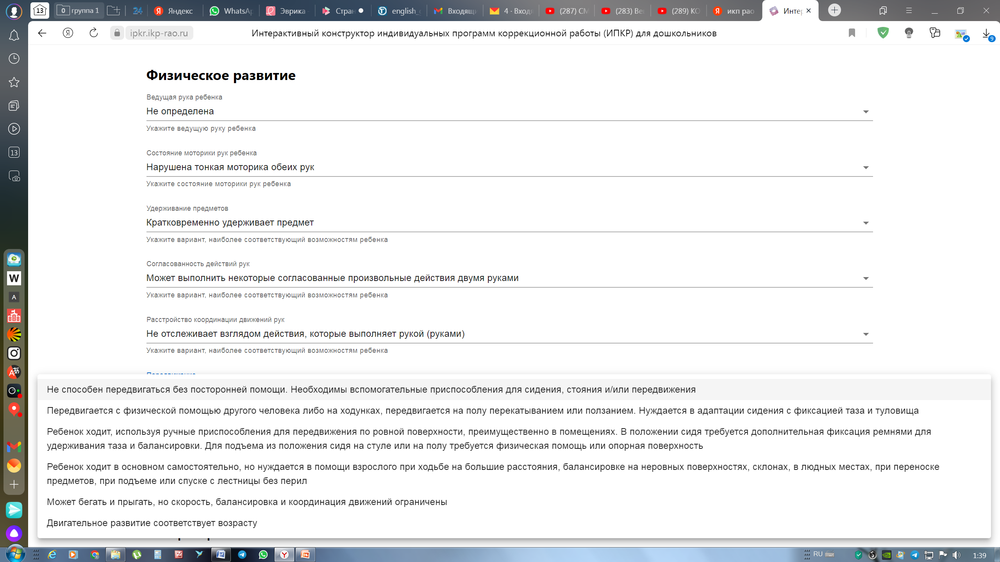 13
0 группа 1
24
Яндекс
WhatsAp
Эврика -
Стран
english_g
Входящи
4 · Входя
(287) СМ
(283) Ве
(289) КО
икп рао
Интер
ipkr.ikp-rao.ru
Интерактивный конструктор индивидуальных программ коррекционной работы (ИПКР) для дошкольников
9
13
Физическое развитие
Ведущая рука ребенка
Не определена
Укажите ведущую руку ребенка
Состояние моторики рук ребенка
Нарушена тонкая моторика обеих рук
Укажите состояние моторики рук ребенка
Удерживание предметов
Кратковременно удерживает предмет
Укажите вариант, наиболее соответствующий возможностям ребенка
Согласованность действий рук
Может выполнить некоторые согласованные произвольные действия двумя руками
Укажите вариант, наиболее соответствующий возможностям ребенка
Расстройство координации движений рук
Не отслеживает взглядом действия, которые выполняет рукой (руками)
Укажите вариант, наиболее соответствующий возможностям ребенка
Передвижение
Не способен передвигаться без посторонней помощи. Необходимы вспомогательные приспособления для сидения, стояния и/или передвижения
Передвигается с физической помощью другого человека либо на ходунках, передвигается на полу перекатыванием или ползанием. Нуждается в адаптации сидения с фиксацией таза и туловища
Ребенок ходит, используя ручные приспособления для передвижения по ровной поверхности, преимущественно в помещениях. В положении сидя требуется дополнительная фиксация ремнями для
удерживания таза и балансировки. Для подъема из положения сидя на стуле или на полу требуется физическая помощь или опорная поверхность
Ребенок ходит в основном самостоятельно, но нуждается в помощи взрослого при ходьбе на большие расстояния, балансировке на неровных поверхностях, склонах, в людных местах, при переноске
предметов, при подъеме или спуске с лестницы без перил
Может бегать и прыгать, но скорость, балансировка и координация движений ограничены
Двигательное развитие соответствует возрасту
RU
1:39